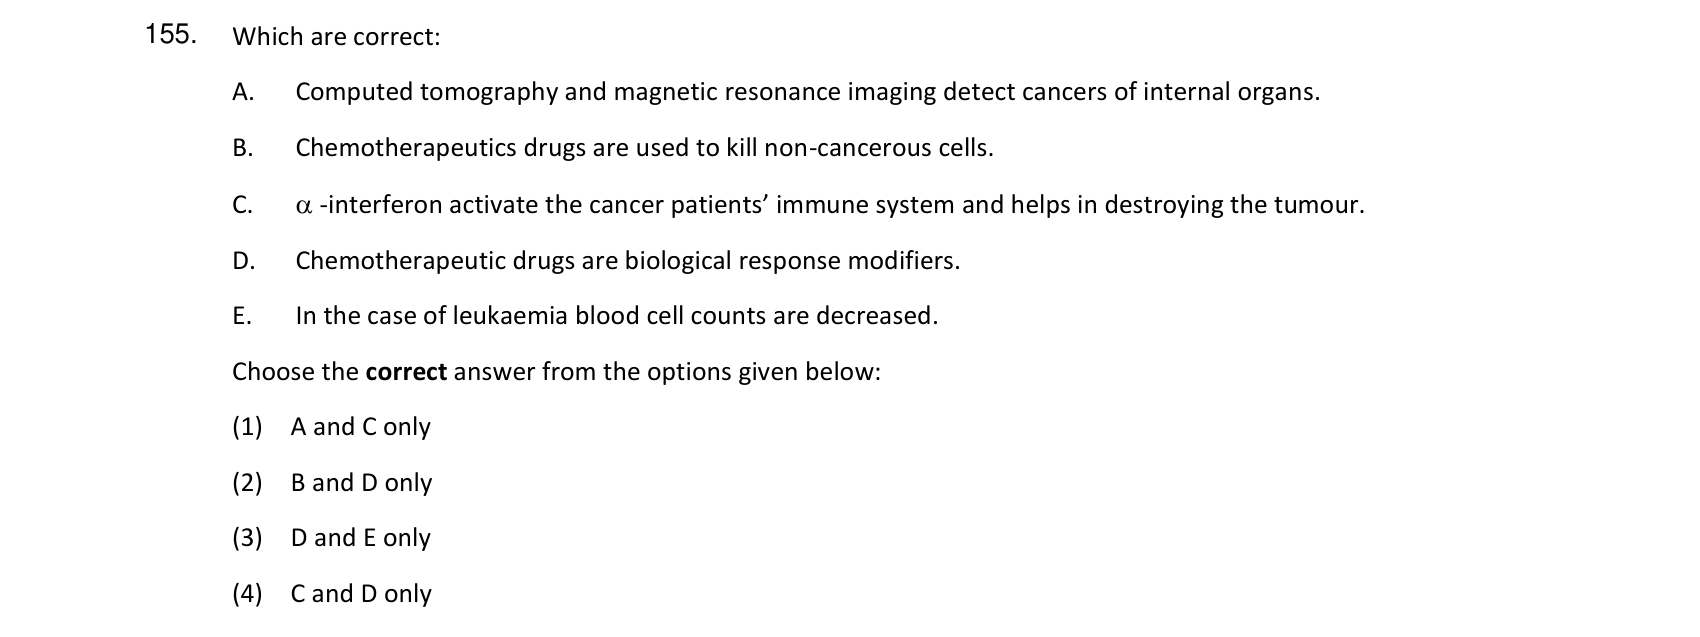 155. Which are correct:
A. Computed tomography and magnetic resonance imaging detect cancers of internal organs.
B. Chemotherapeutics drugs are used to kill non-cancerous cells.
C. α -interferon activate the cancer patients’ immune system and helps in destroying the tumour.
D. Chemotherapeutic drugs are biological response modifiers.
E. In the case of leukaemia blood cell counts are decreased.
Choose the correct answer from the options given below:
(1) A and C only
(2) B and D only
(3) D and E only
(4) C and D only